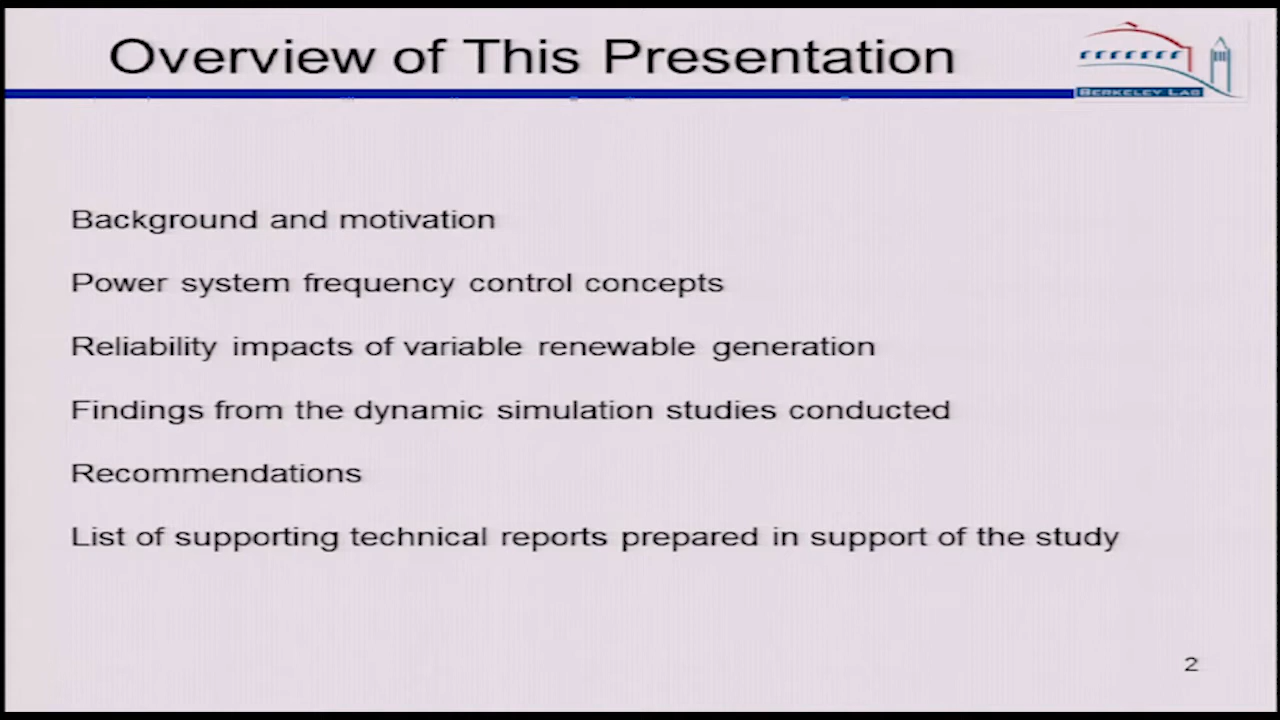 Overview of This Presentation
BERKELEY LAB
Background and motivation
Power system frequency control concepts
Reliability impacts of variable renewable generation
Findings from the dynamic simulation studies conducted
Recommendations
List of supporting technical reports prepared in support of the study
2